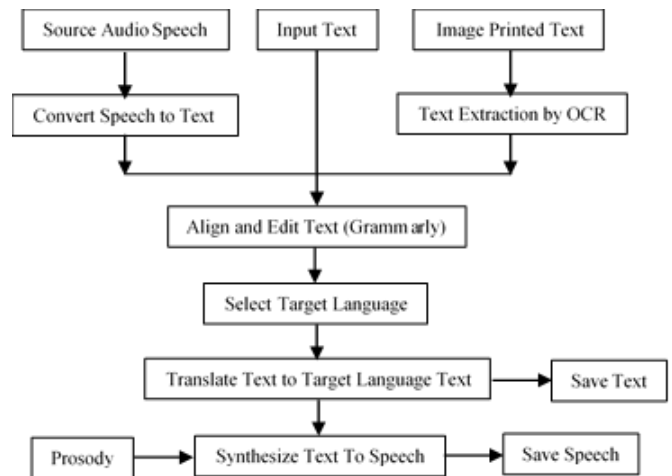 Source Audio Speech
Input Text
Image Printed Text
Convert Speech to Text
Text Extraction by OCR
Align and Edit Text (Grammarly)
Select Target Language
Translate Text to Target Language Text
Save Text
Prosody
Synthesize Text To Speech
Save Speech